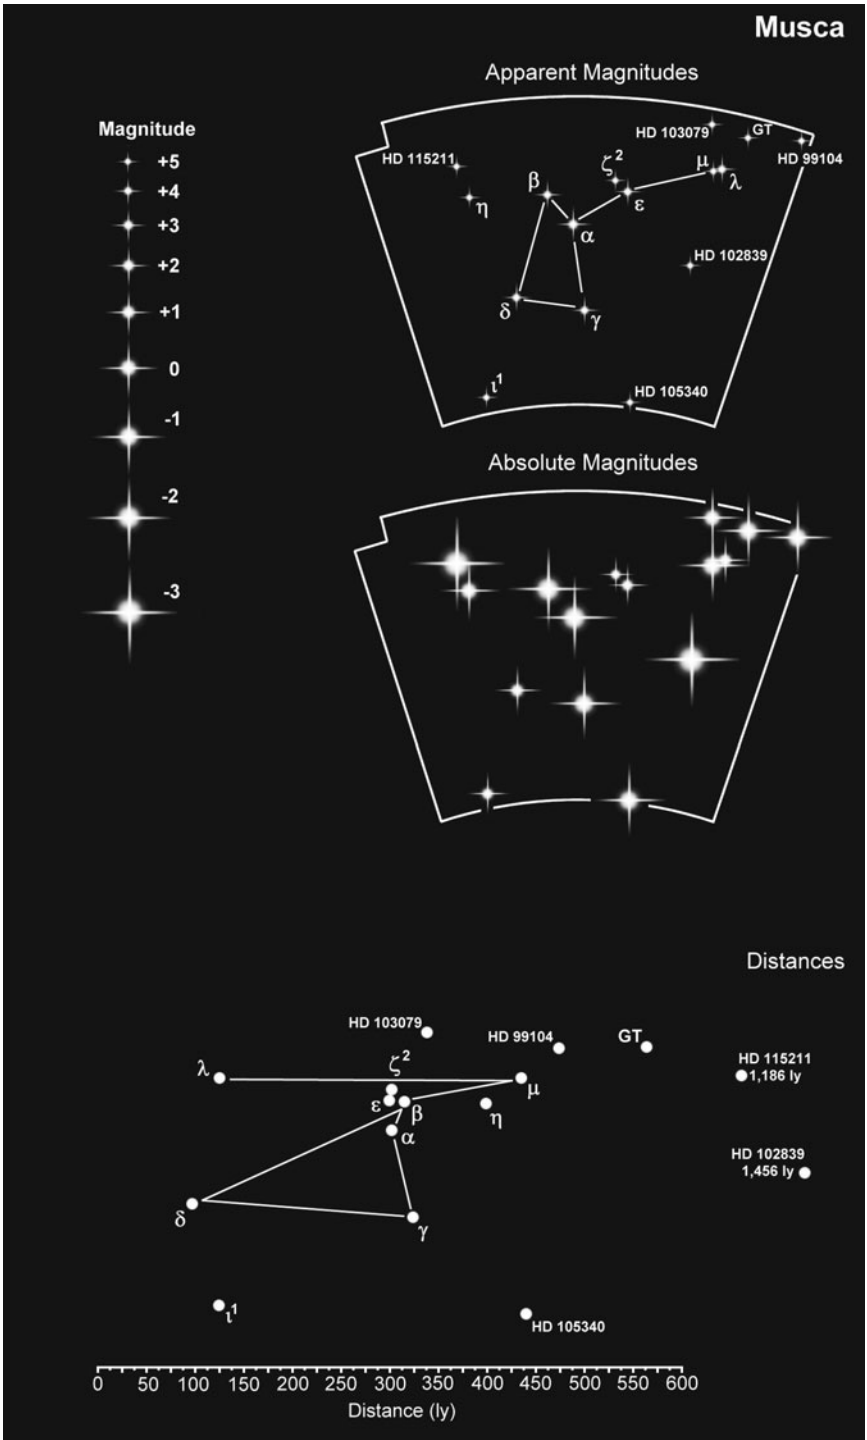 Musca
Apparent Magnitudes
Magnitude
+5
+4
+3
+2
+1
0
-1
-2
-3
HD 103079
GT
HD 99104
HD 115211
ζ²
μ
λ
β
ε
η
α
HD 102839
δ
γ
ι¹
HD 105340
Absolute Magnitudes
Distances
HD 103079
HD 99104
GT
HD 115211
1,186 ly
λ
ζ²
μ
ε
β
η
α
HD 102839
1,456 ly
δ
γ
ι¹
HD 105340
0 50 100 150 200 250 300 350 400 450 500 550 600
Distance (ly)